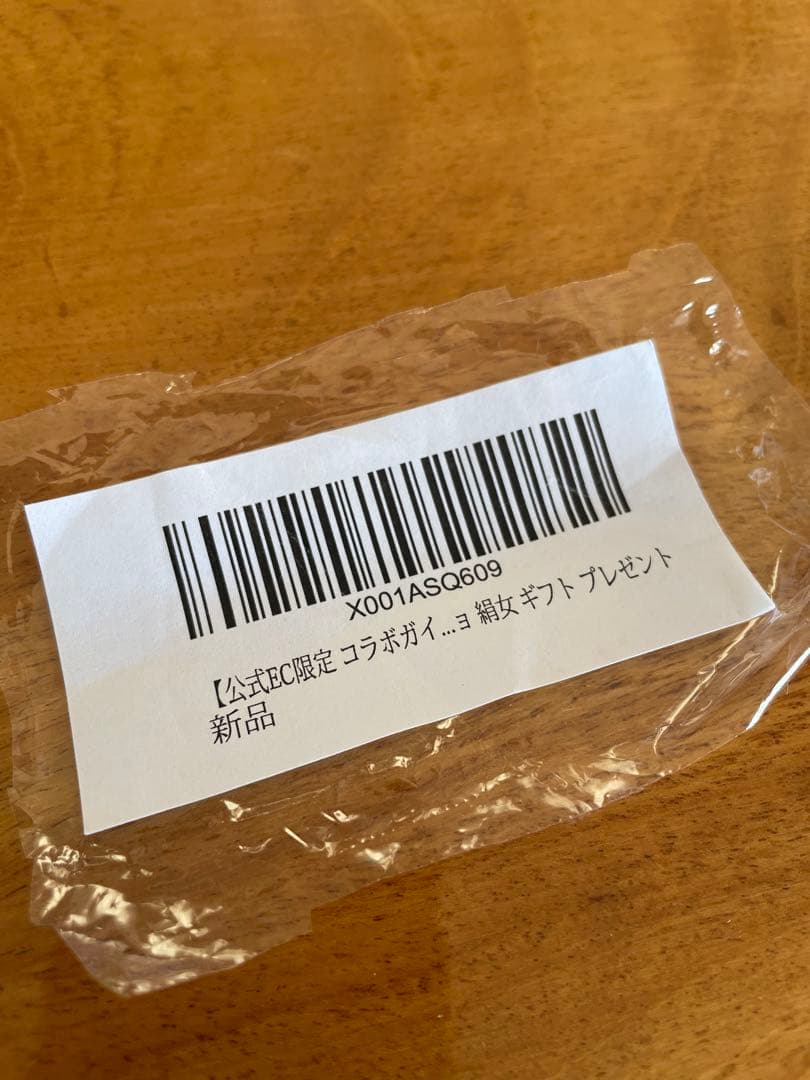 X001ASQ609
【公式EC限定 コラボガイ...ョ 絹女 ギフト プレゼント
新品